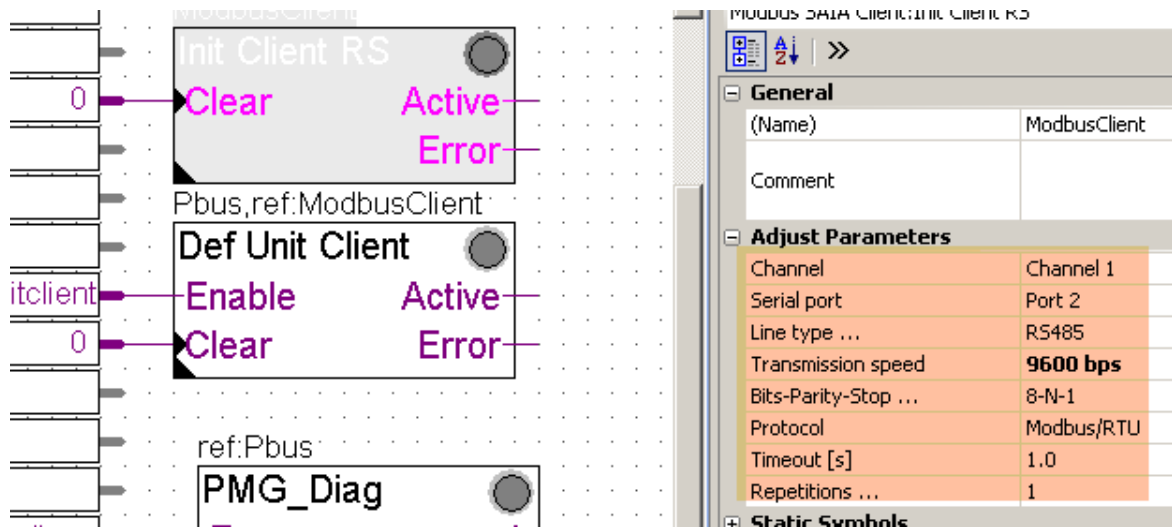 ModbusClient
Init Client RS
0 Clear Active
Error
Pbus,ref:ModbusClient
Def Unit Client
itclient Enable Active
0 Clear Error
ref:Pbus
PMG_Diag
Modbus SAIA Client:Init Client RS
A
Z
General
(Name) ModbusClient
Comment
Adjust Parameters
Channel Channel 1
Serial port Port 2
Line type ... RS485
Transmission speed 9600 bps
Bits-Parity-Stop ... 8-N-1
Protocol Modbus/RTU
Timeout [s] 1.0
Repetitions ... 1
Static Symbols